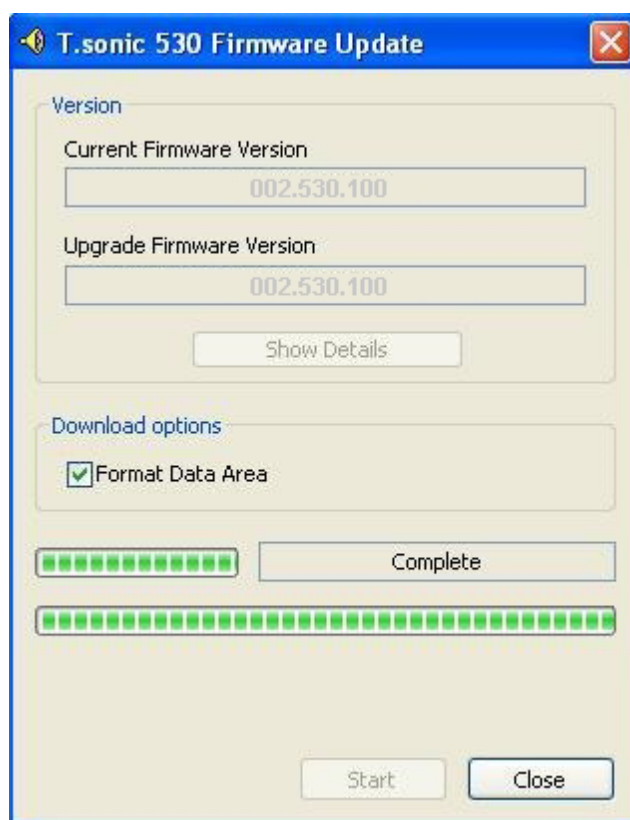 T.sonic 530 Firmware Update
Version
Current Firmware Version
002.530.100
Upgrade Firmware Version
002.530.100
Show Details
Download options
Format Data Area
Complete
Start
Close